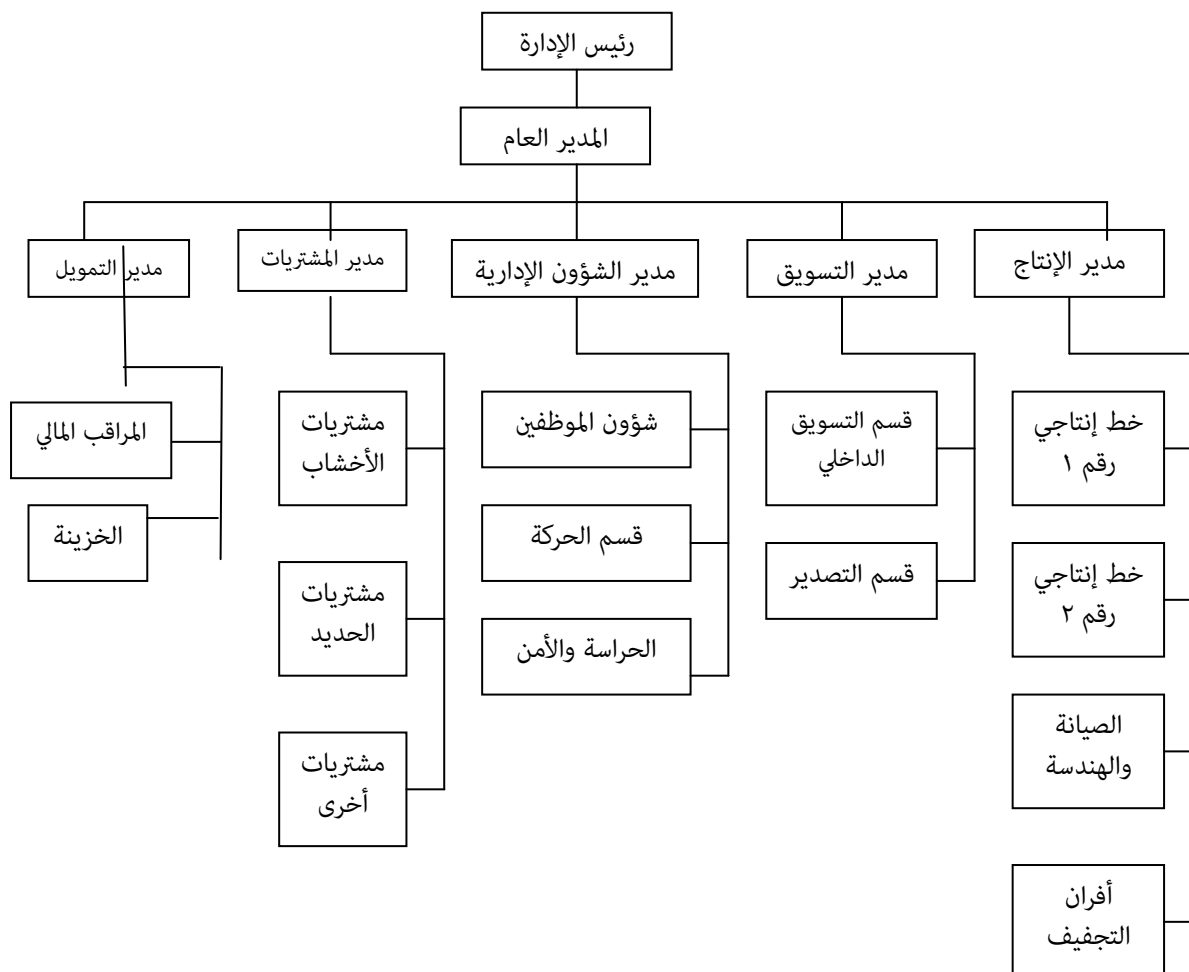 رئيس الإدارة
المدير العام
مدير الإنتاج
مدير التسويق
مدير الشؤون الإدارية
مدير المشتريات
مدير التمويل
خط إنتاجي
رقم ١
خط إنتاجي
رقم ٢
الصيانة
والهندسة
أفران
التجفيف
قسم التسويق
الداخلي
قسم التصدير
شؤون الموظفين
قسم الحركة
الحراسة والأمن
مشتريات
الأخشاب
مشتريات
الحديد
مشتريات
أخرى
المراقب المالي
الخزينة